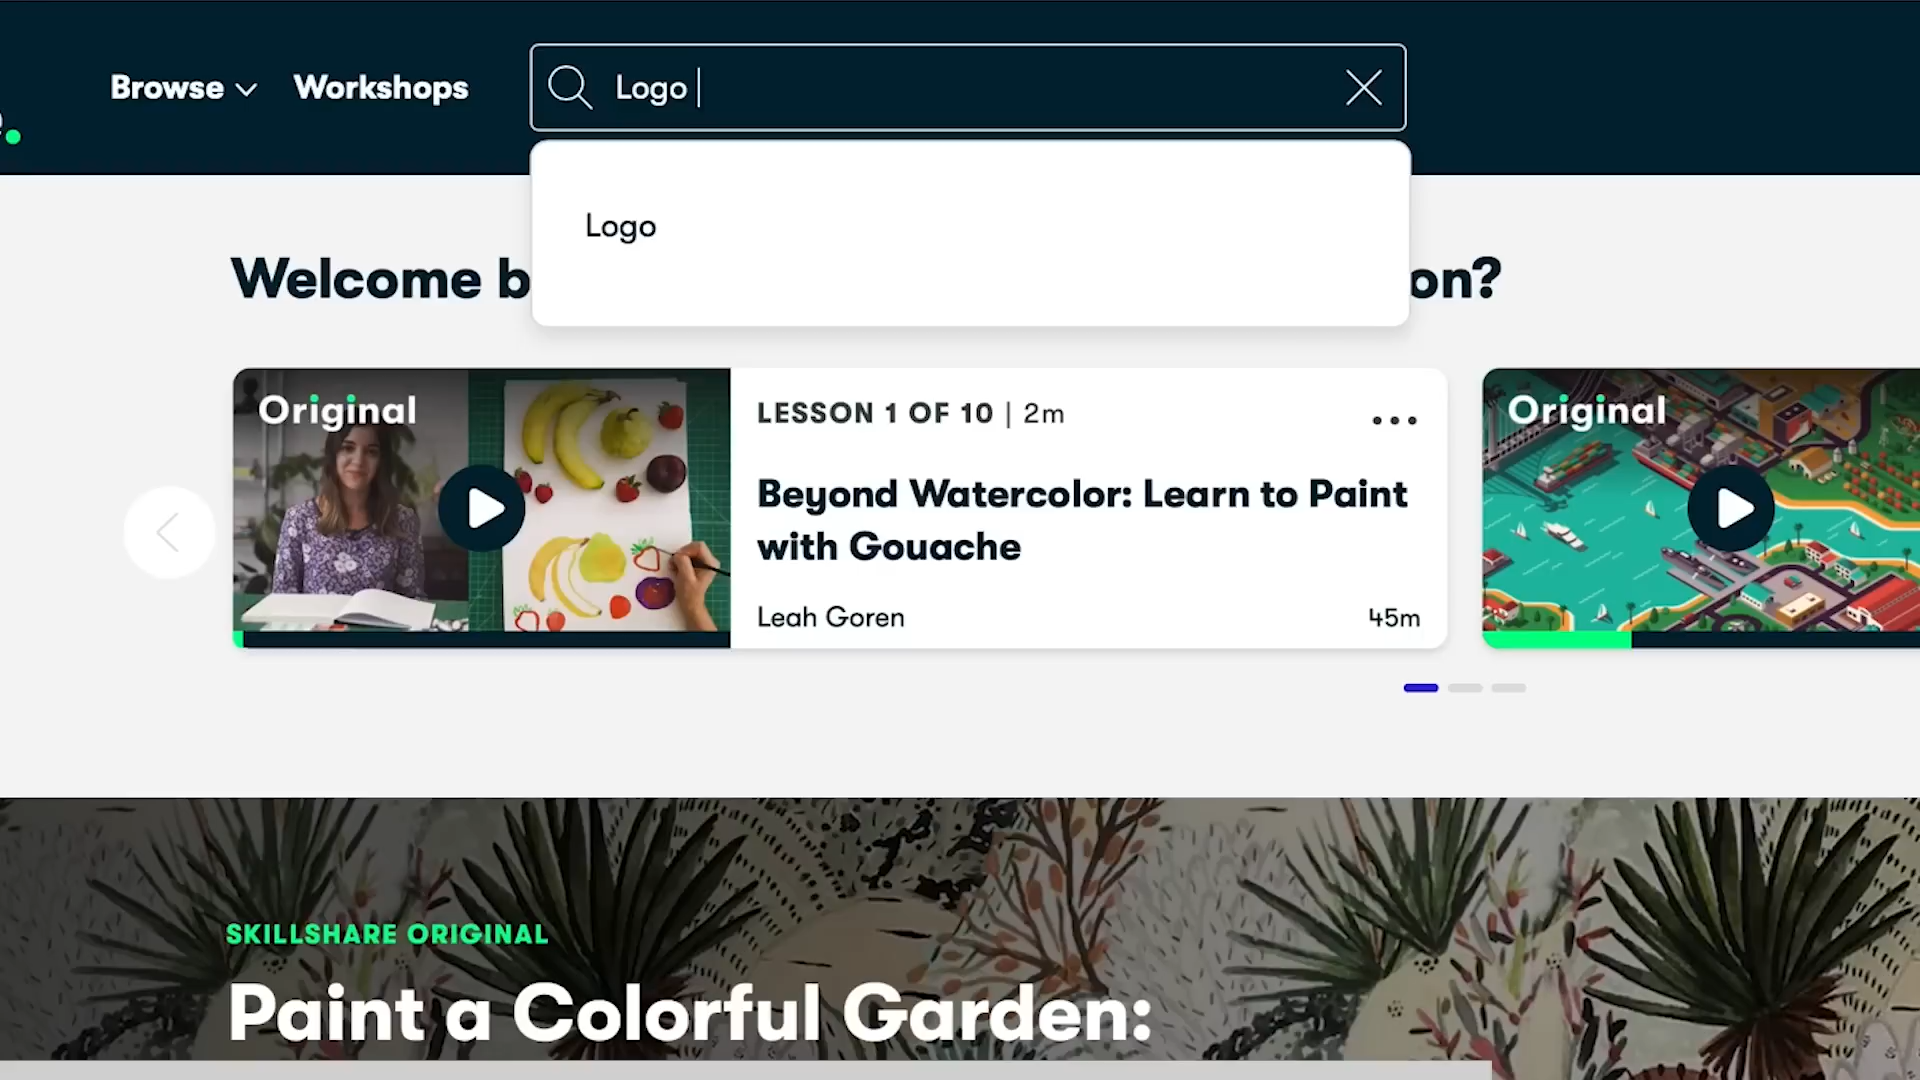 Browse Workshops Logo
Logo
Welcome b on?
Original
LESSON 1 OF 10 | 2m
Beyond Watercolor: Learn to Paint
with Gouache
Leah Goren 45m
Original
SKILLSHARE ORIGINAL
Paint a Colorful Garden: